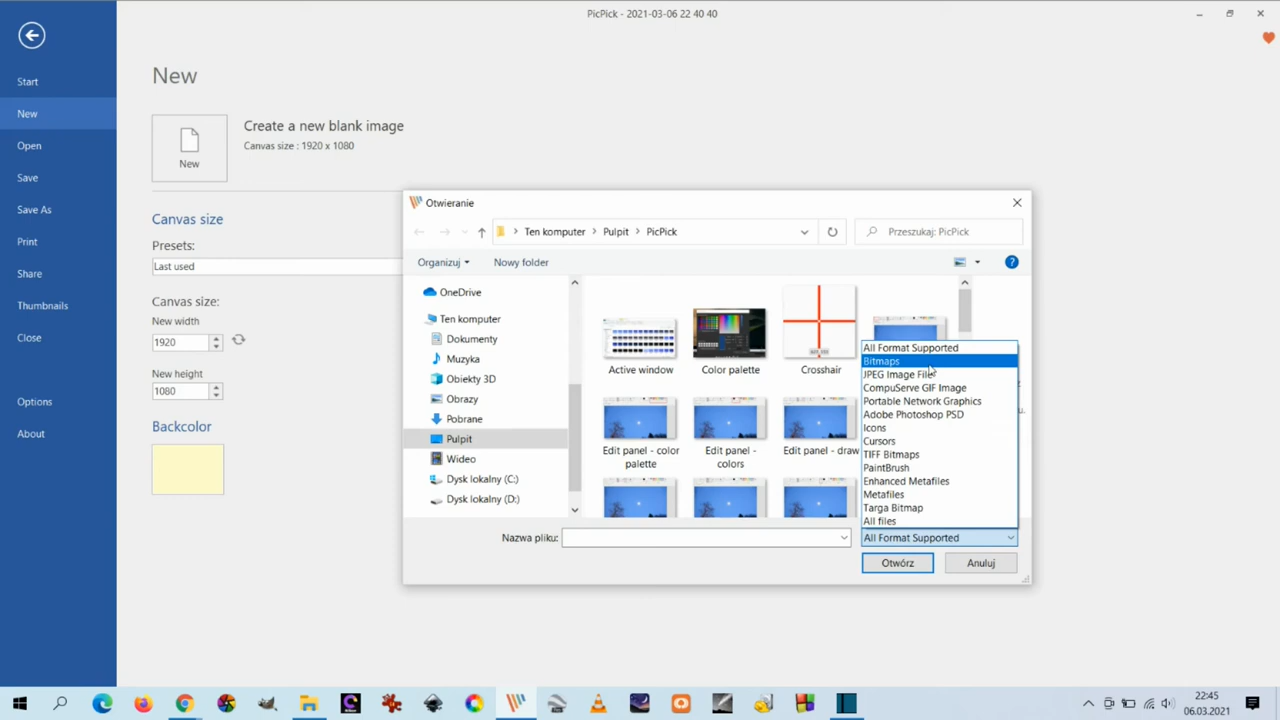 PicPick - 2021-03-06 22 40 40
Start
New
Open
Save
Save As
Print
Share
Thumbnails
Close
Options
About
New
New
Create a new blank image
Canvas size : 1920 x 1080
Canvas size
Presets:
Last used
Canvas size:
New width
1920
New height
1080
Backcolor
Otwieranie
Ten komputer
Pulpit
PicPick
Przeszukaj: PicPick
Organizuj
Nowy folder
OneDrive
Ten komputer
Dokumenty
Muzyka
Obiekty 3D
Obrazy
Pobrane
Pulpit
Wideo
Dysk lokalny (C:)
Dysk lokalny (D:)
Active window
Color palette
Crosshair
Edit panel - color
palette
Edit panel -
colors
Edit panel - draw
All Format Supported
Bitmaps
JPEG Image File
CompuServe GIF Image
Portable Network Graphics
Adobe Photoshop PSD
Icons
Cursors
TIFF Bitmaps
PaintBrush
Enhanced Metafiles
Metafiles
Targa Bitmap
All files
Nazwa pliku:
All Format Supported
Otwórz
Anuluj
22:45
06.03.2021